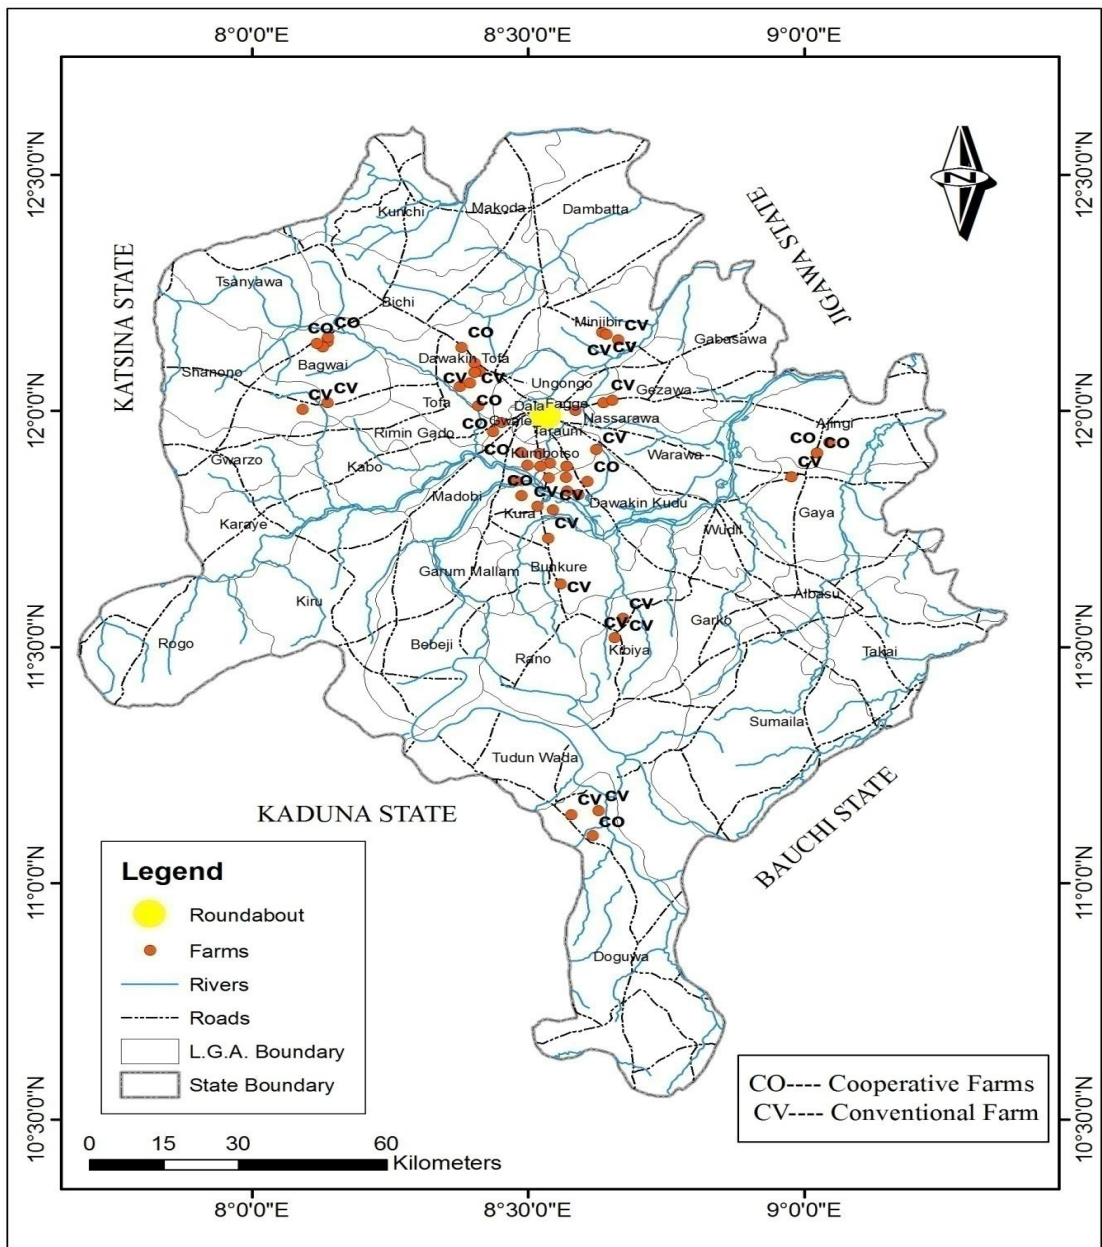 8°0'0"E 8°30'0"E 9°0'0"E
12°30'0"N
12°30'0"N
12°0'0"N
12°0'0"N
11°30'0"N
11°30'0"N
11°0'0"N
11°0'0"N
10°30'0"N
10°30'0"N
N
KATSINA STATE
JIGAWA STATE
KADUNA STATE
BAUCHI STATE
Kunchi
Makoda
Dambatta
Tsanyawa
Bichi
Minjibir
CV
CO CO
CO
CV CV
Gabasawa
Bagwai
Dawakin Tofa
Shanono
CV CV
CV CV
Ungongo
CV
Gezawa
Tofa
CO
Dala
Fagge
Nassarawa
Ajingi
Rimin Gado
CO
Gwale
Tarauni
CV
CO CO
CV
Gwarzo
Kabo
CO
Kumbotso
CO
Warawa
Madobi
CO
CV CV
Dawakin Kudu
Gaya
Karaye
Kura
CV
Wudil
Garum Mallam
Bunkure
CV
Albasu
Kiru
CV
CV CV
Garko
Rogo
Bebeji
Rano
Kibiya
Takai
Sumaila
Tudun Wada
CV CV
CO
Doguwa
Legend
Roundabout
Farms
Rivers
Roads
L.G.A. Boundary
State Boundary
CO---- Cooperative Farms
CV---- Conventional Farm
0 15 30 60
Kilometers
8°0'0"E 8°30'0"E 9°0'0"E